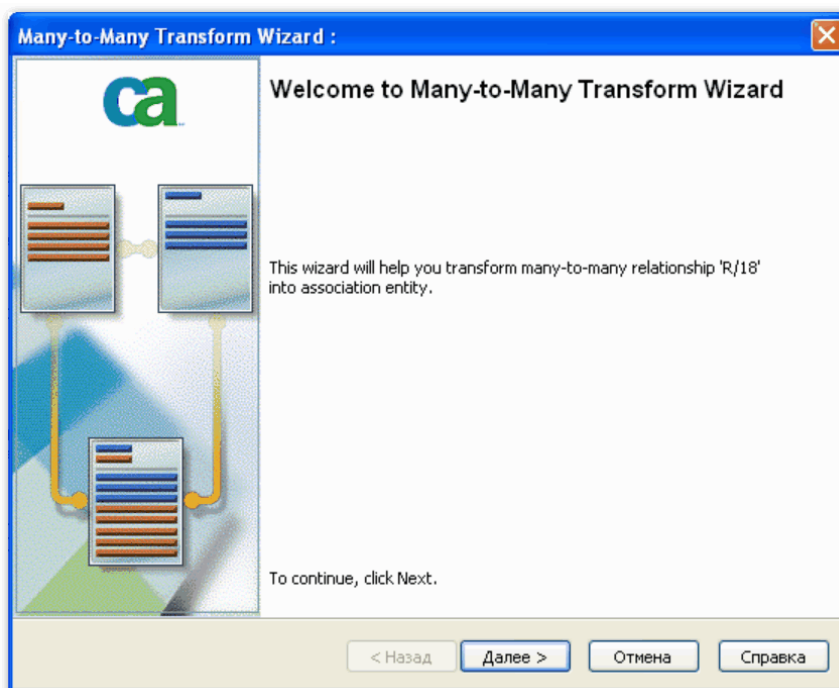 Many-to-Many Transform Wizard :
ca
Welcome to Many-to-Many Transform Wizard
This wizard will help you transform many-to-many relationship 'R/18'
into association entity.
To continue, click Next.
< Назад
Далее >
Отмена
Справка